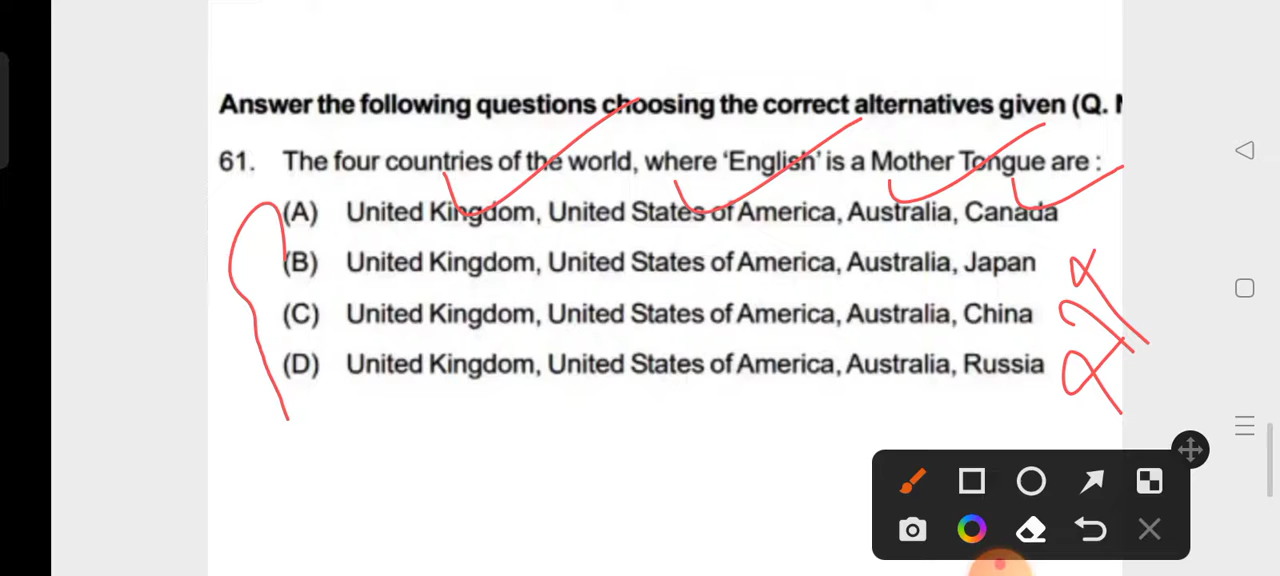 Answer the following questions choosing the correct alternatives given (Q.
61. The four countries of the world, where ‘English’ is a Mother Tongue are :
(A) United Kingdom, United States of America, Australia, Canada
(B) United Kingdom, United States of America, Australia, Japan
(C) United Kingdom, United States of America, Australia, China
(D) United Kingdom, United States of America, Australia, Russia